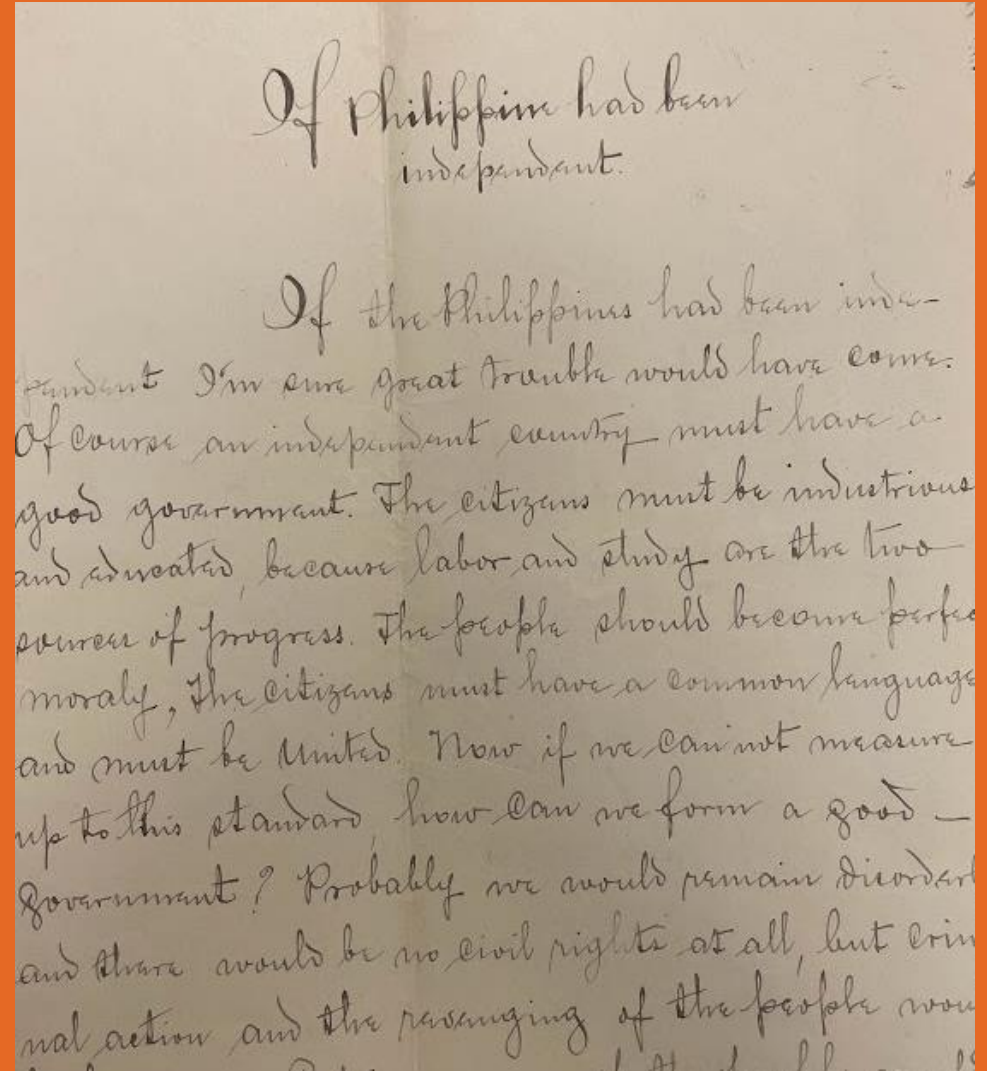 If Philippine had been
independent.
If the Philippines had been inde-
pendent I'm sure great trouble would have come.
Of course an independent country must have a
good government. The citizens must be industrious
and educated, because labor and study are the two
sources of progress. The people should become perfec
moraly, the citizens must have a common language
and must be united. Now if we can not measure
up to this standard, how can we form a good –
government? Probably we would remain disorderl
and there would be no civil rights at all, but crim
nal action and the revenging of the people wou